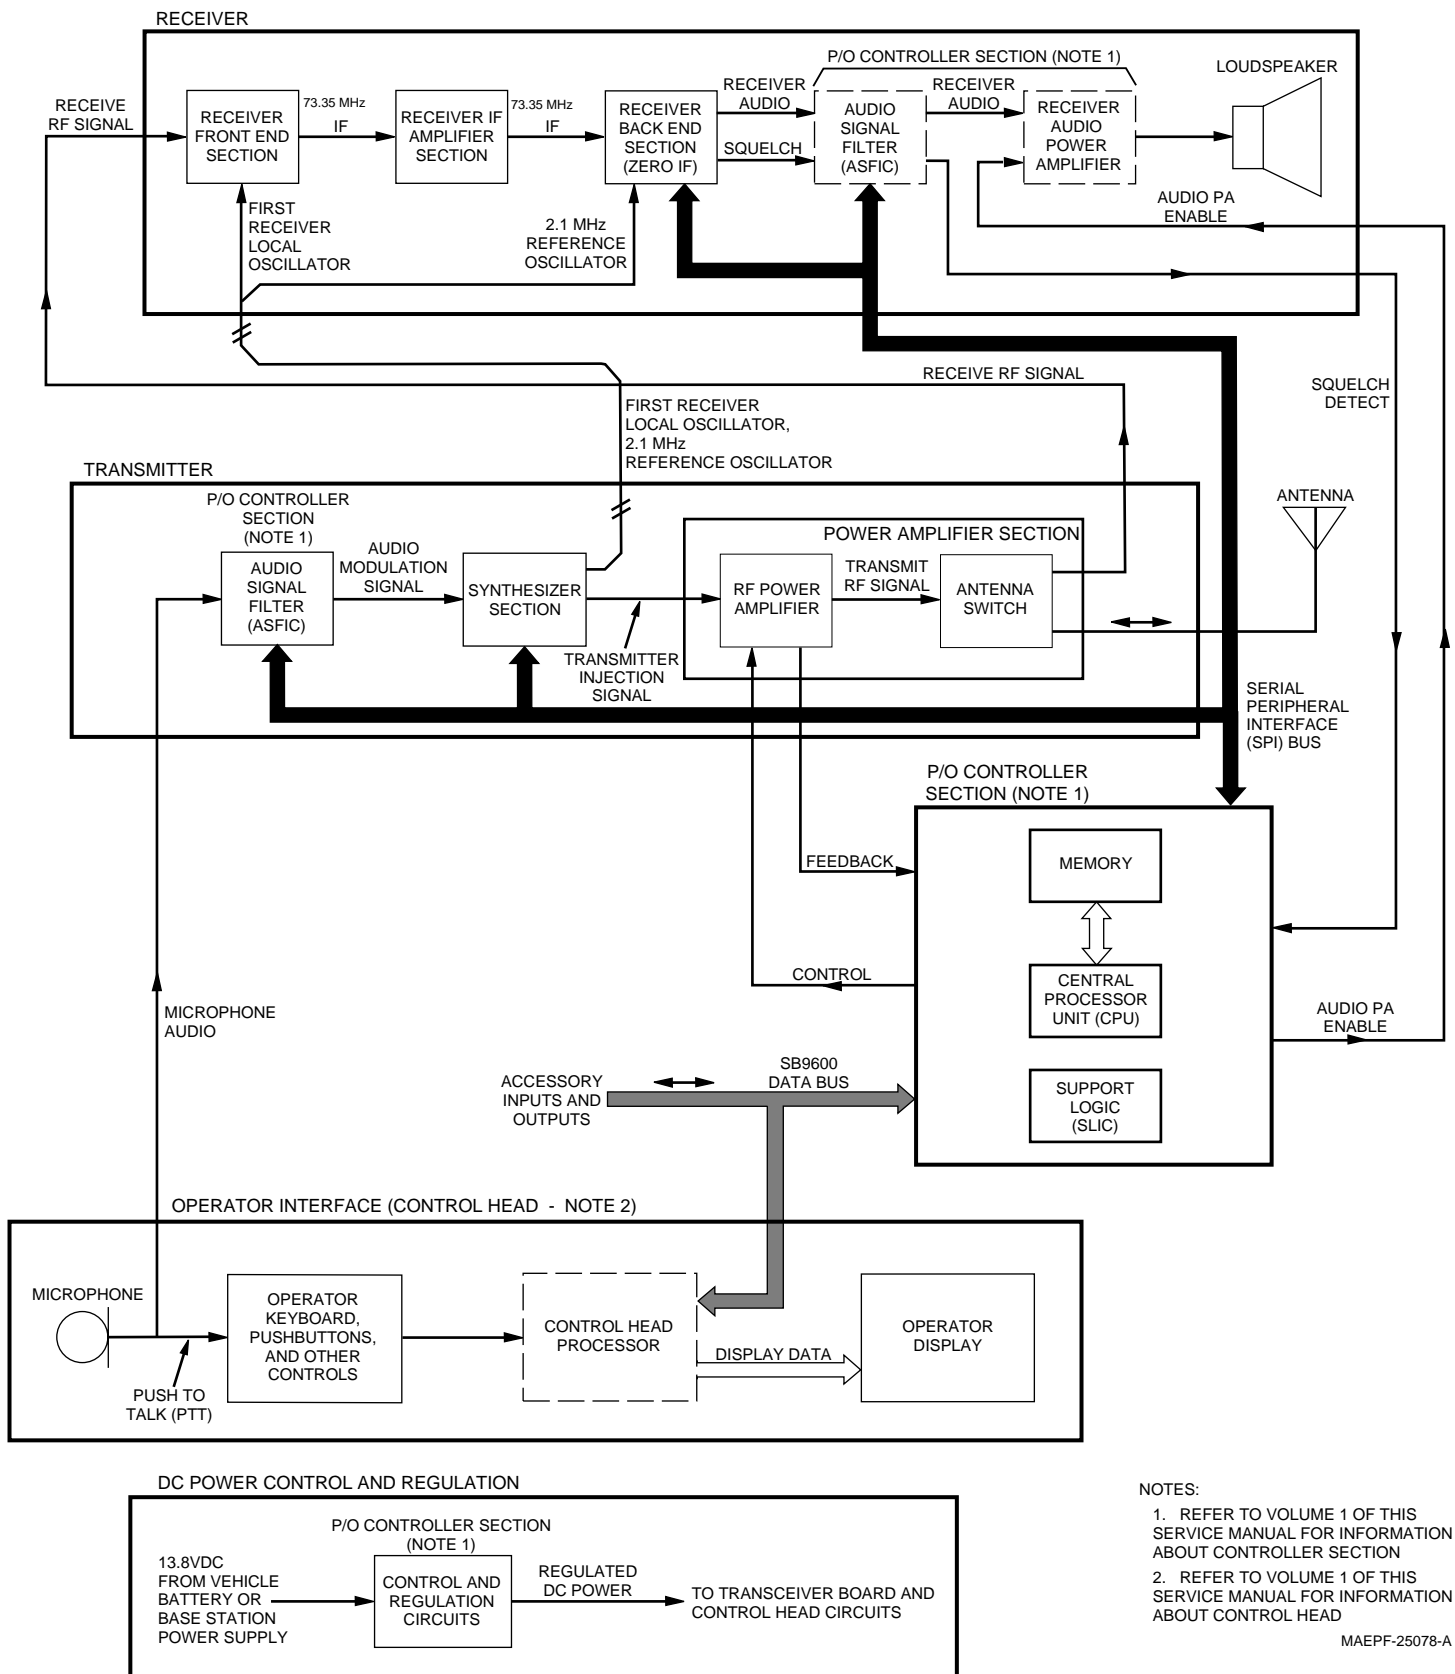 RECEIVER
P/O CONTROLLER SECTION (NOTE 1)
LOUDSPEAKER
RECEIVE
RF SIGNAL
RECEIVER
FRONT END
SECTION
73.35 MHz
IF
RECEIVER IF
AMPLIFIER
SECTION
73.35 MHz
IF
RECEIVER
BACK END
SECTION
(ZERO IF)
RECEIVER
AUDIO
SQUELCH
AUDIO
SIGNAL
FILTER
(ASFIC)
RECEIVER
AUDIO
RECEIVER
AUDIO
POWER
AMPLIFIER
AUDIO PA
ENABLE
FIRST
RECEIVER
LOCAL
OSCILLATOR
2.1 MHz
REFERENCE
OSCILLATOR
RECEIVE RF SIGNAL
SQUELCH
DETECT
FIRST RECEIVER
LOCAL OSCILLATOR,
2.1 MHz
REFERENCE OSCILLATOR
TRANSMITTER
P/O CONTROLLER
SECTION
(NOTE 1)
AUDIO
SIGNAL
FILTER
(ASFIC)
AUDIO
MODULATION
SIGNAL
SYNTHESIZER
SECTION
TRANSMITTER
INJECTION
SIGNAL
POWER AMPLIFIER SECTION
RF POWER
AMPLIFIER
TRANSMIT
RF SIGNAL
ANTENNA
SWITCH
ANTENNA
SERIAL
PERIPHERAL
INTERFACE
(SPI) BUS
P/O CONTROLLER
SECTION (NOTE 1)
MEMORY
FEEDBACK
CONTROL
CENTRAL
PROCESSOR
UNIT (CPU)
AUDIO PA
ENABLE
SUPPORT
LOGIC
(SLIC)
MICROPHONE
AUDIO
ACCESSORY
INPUTS AND
OUTPUTS
SB9600
DATA BUS
OPERATOR INTERFACE (CONTROL HEAD - NOTE 2)
MICROPHONE
PUSH TO
TALK (PTT)
OPERATOR
KEYBOARD,
PUSHBUTTONS,
AND OTHER
CONTROLS
CONTROL HEAD
PROCESSOR
DISPLAY DATA
OPERATOR
DISPLAY
DC POWER CONTROL AND REGULATION
P/O CONTROLLER SECTION
(NOTE 1)
13.8VDC
FROM VEHICLE
BATTERY OR
BASE STATION
POWER SUPPLY
CONTROL AND
REGULATION
CIRCUITS
REGULATED
DC POWER
TO TRANSCEIVER BOARD AND
CONTROL HEAD CIRCUITS
NOTES:
1. REFER TO VOLUME 1 OF THIS
SERVICE MANUAL FOR INFORMATION
ABOUT CONTROLLER SECTION
2. REFER TO VOLUME 1 OF THIS
SERVICE MANUAL FOR INFORMATION
ABOUT CONTROL HEAD
MAEPF-25078-A